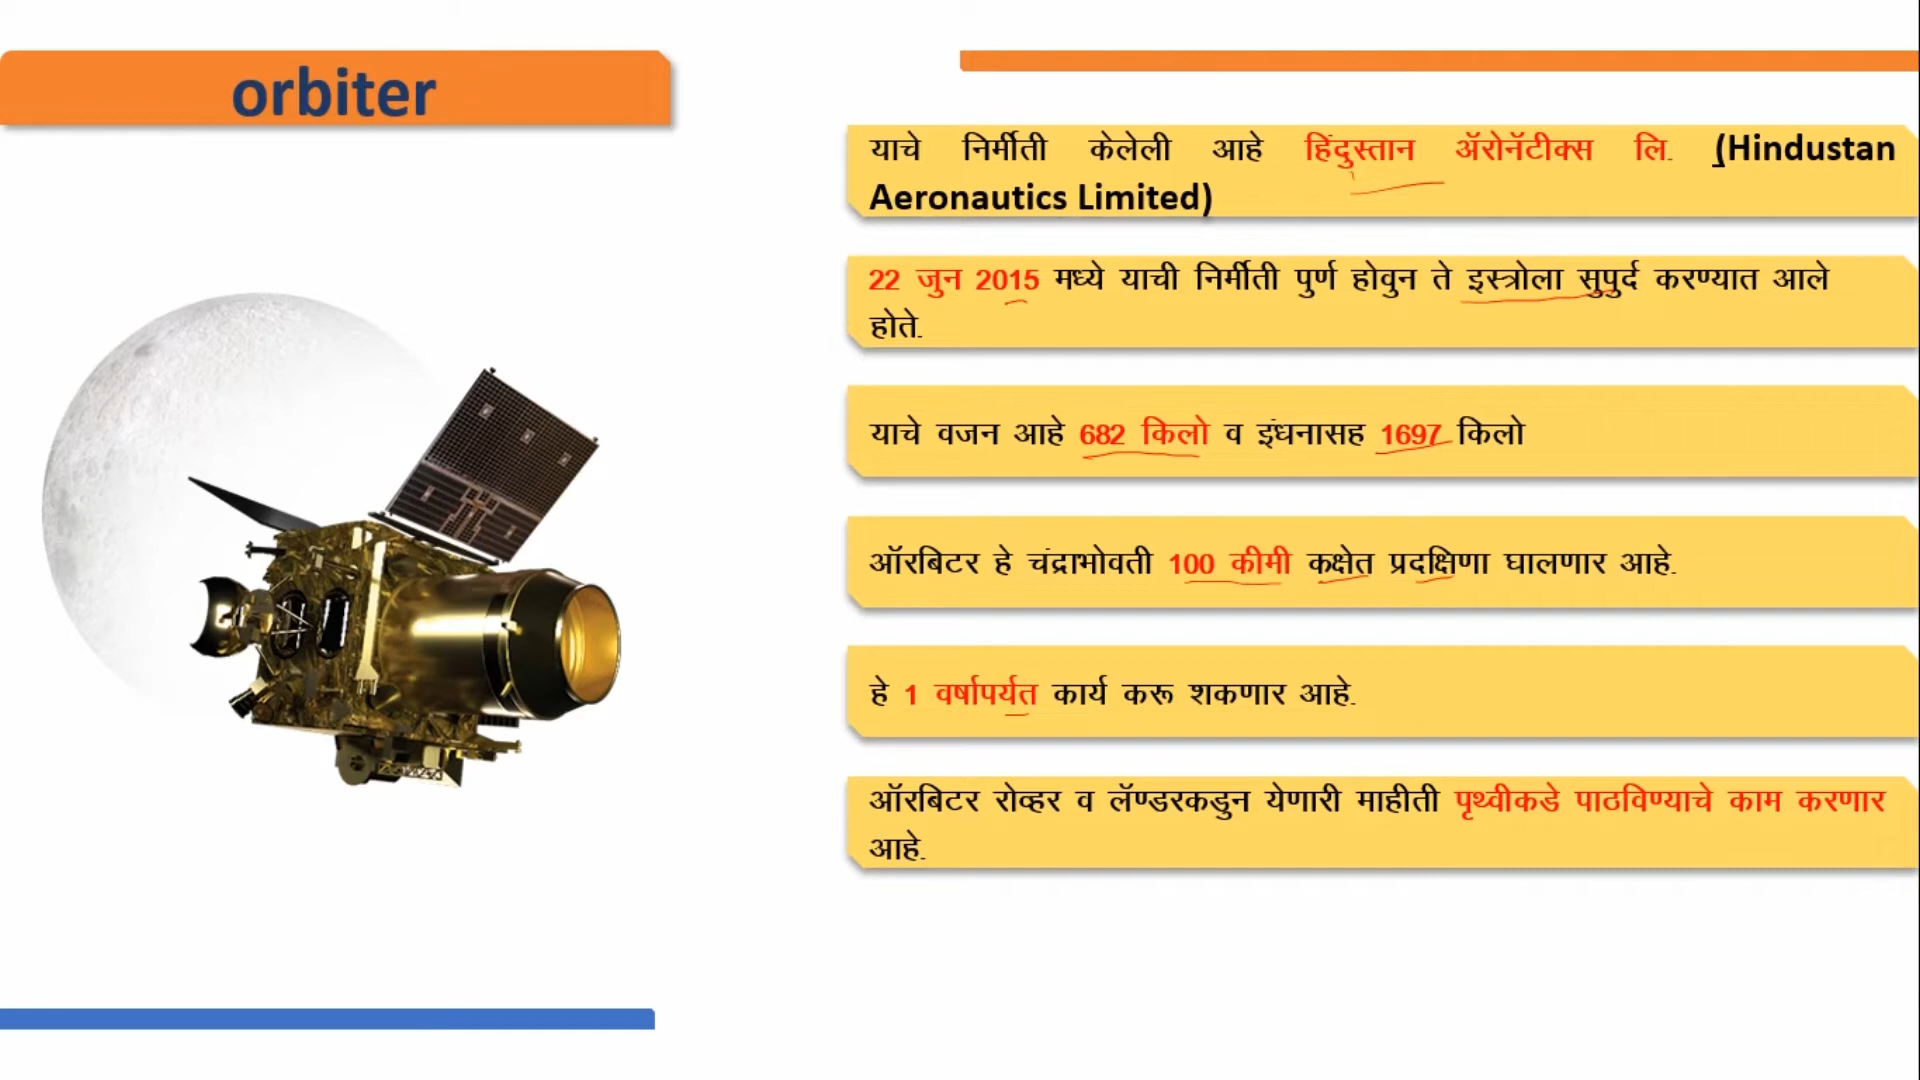 orbiter
याचे निर्मीती केलेली आहे हिंदुस्तान ॲरोनॅटीक्स लि. (Hindustan
Aeronautics Limited)
22 जुन 2015 मध्ये याची निर्मीती पुर्ण होवुन ते इस्त्रोला सुपुर्द करण्यात आले
होते.
याचे वजन आहे 682 किलो व इंधनासह 1697 किलो
ऑरबिटर हे चंद्राभोवती 100 कीमी कक्षेत प्रदक्षिणा घालणार आहे.
हे 1 वर्षापर्यत कार्य करू शकणार आहे.
ऑरबिटर रोव्हर व लॅण्डरकडुन येणारी माहीती पृथ्वीकडे पाठविण्याचे काम करणार
आहे.